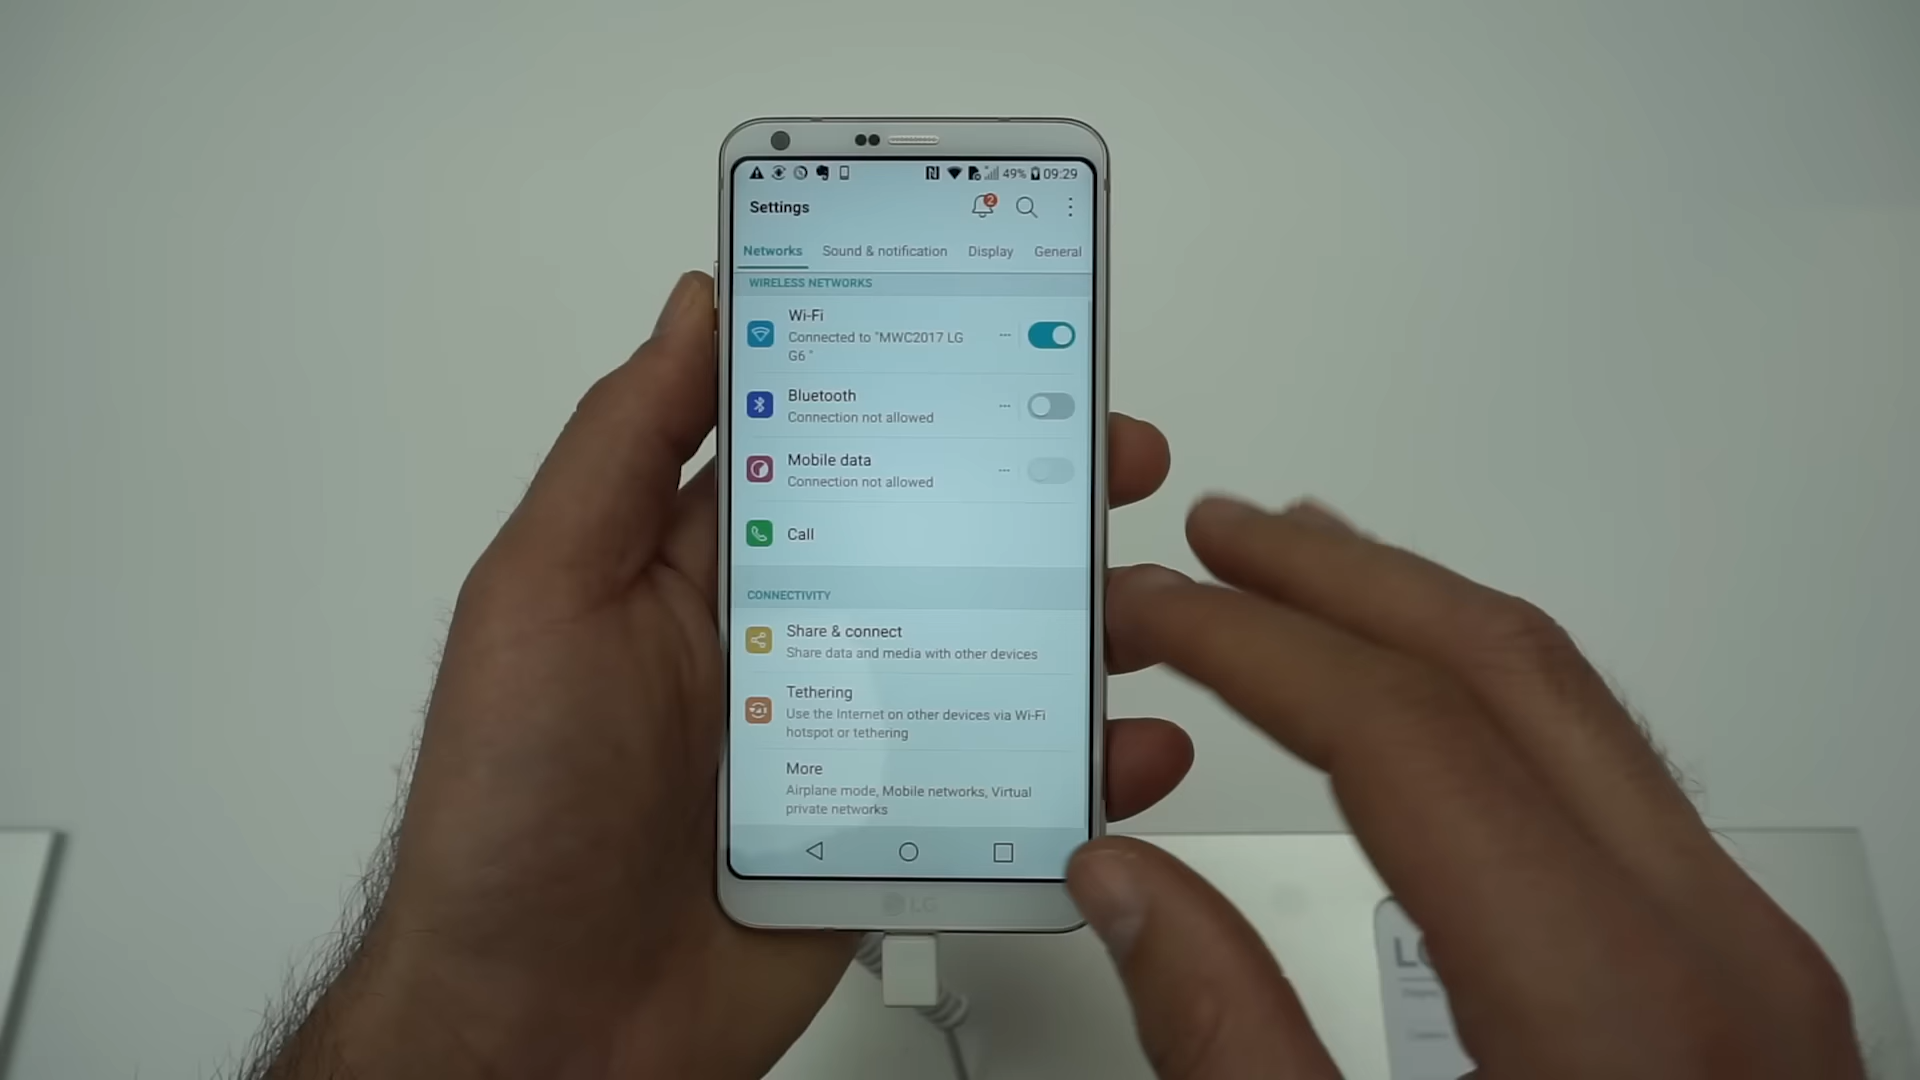 49% 09:29
Settings
2
Networks Sound & notification Display General
WIRELESS NETWORKS
Wi-Fi
Connected to "MWC2017 LG
G6 "
Bluetooth
Connection not allowed
Mobile data
Connection not allowed
Call
CONNECTIVITY
Share & connect
Share data and media with other devices
Tethering
Use the Internet on other devices via Wi-Fi
hotspot or tethering
More
Airplane mode, Mobile networks, Virtual
private networks
LG